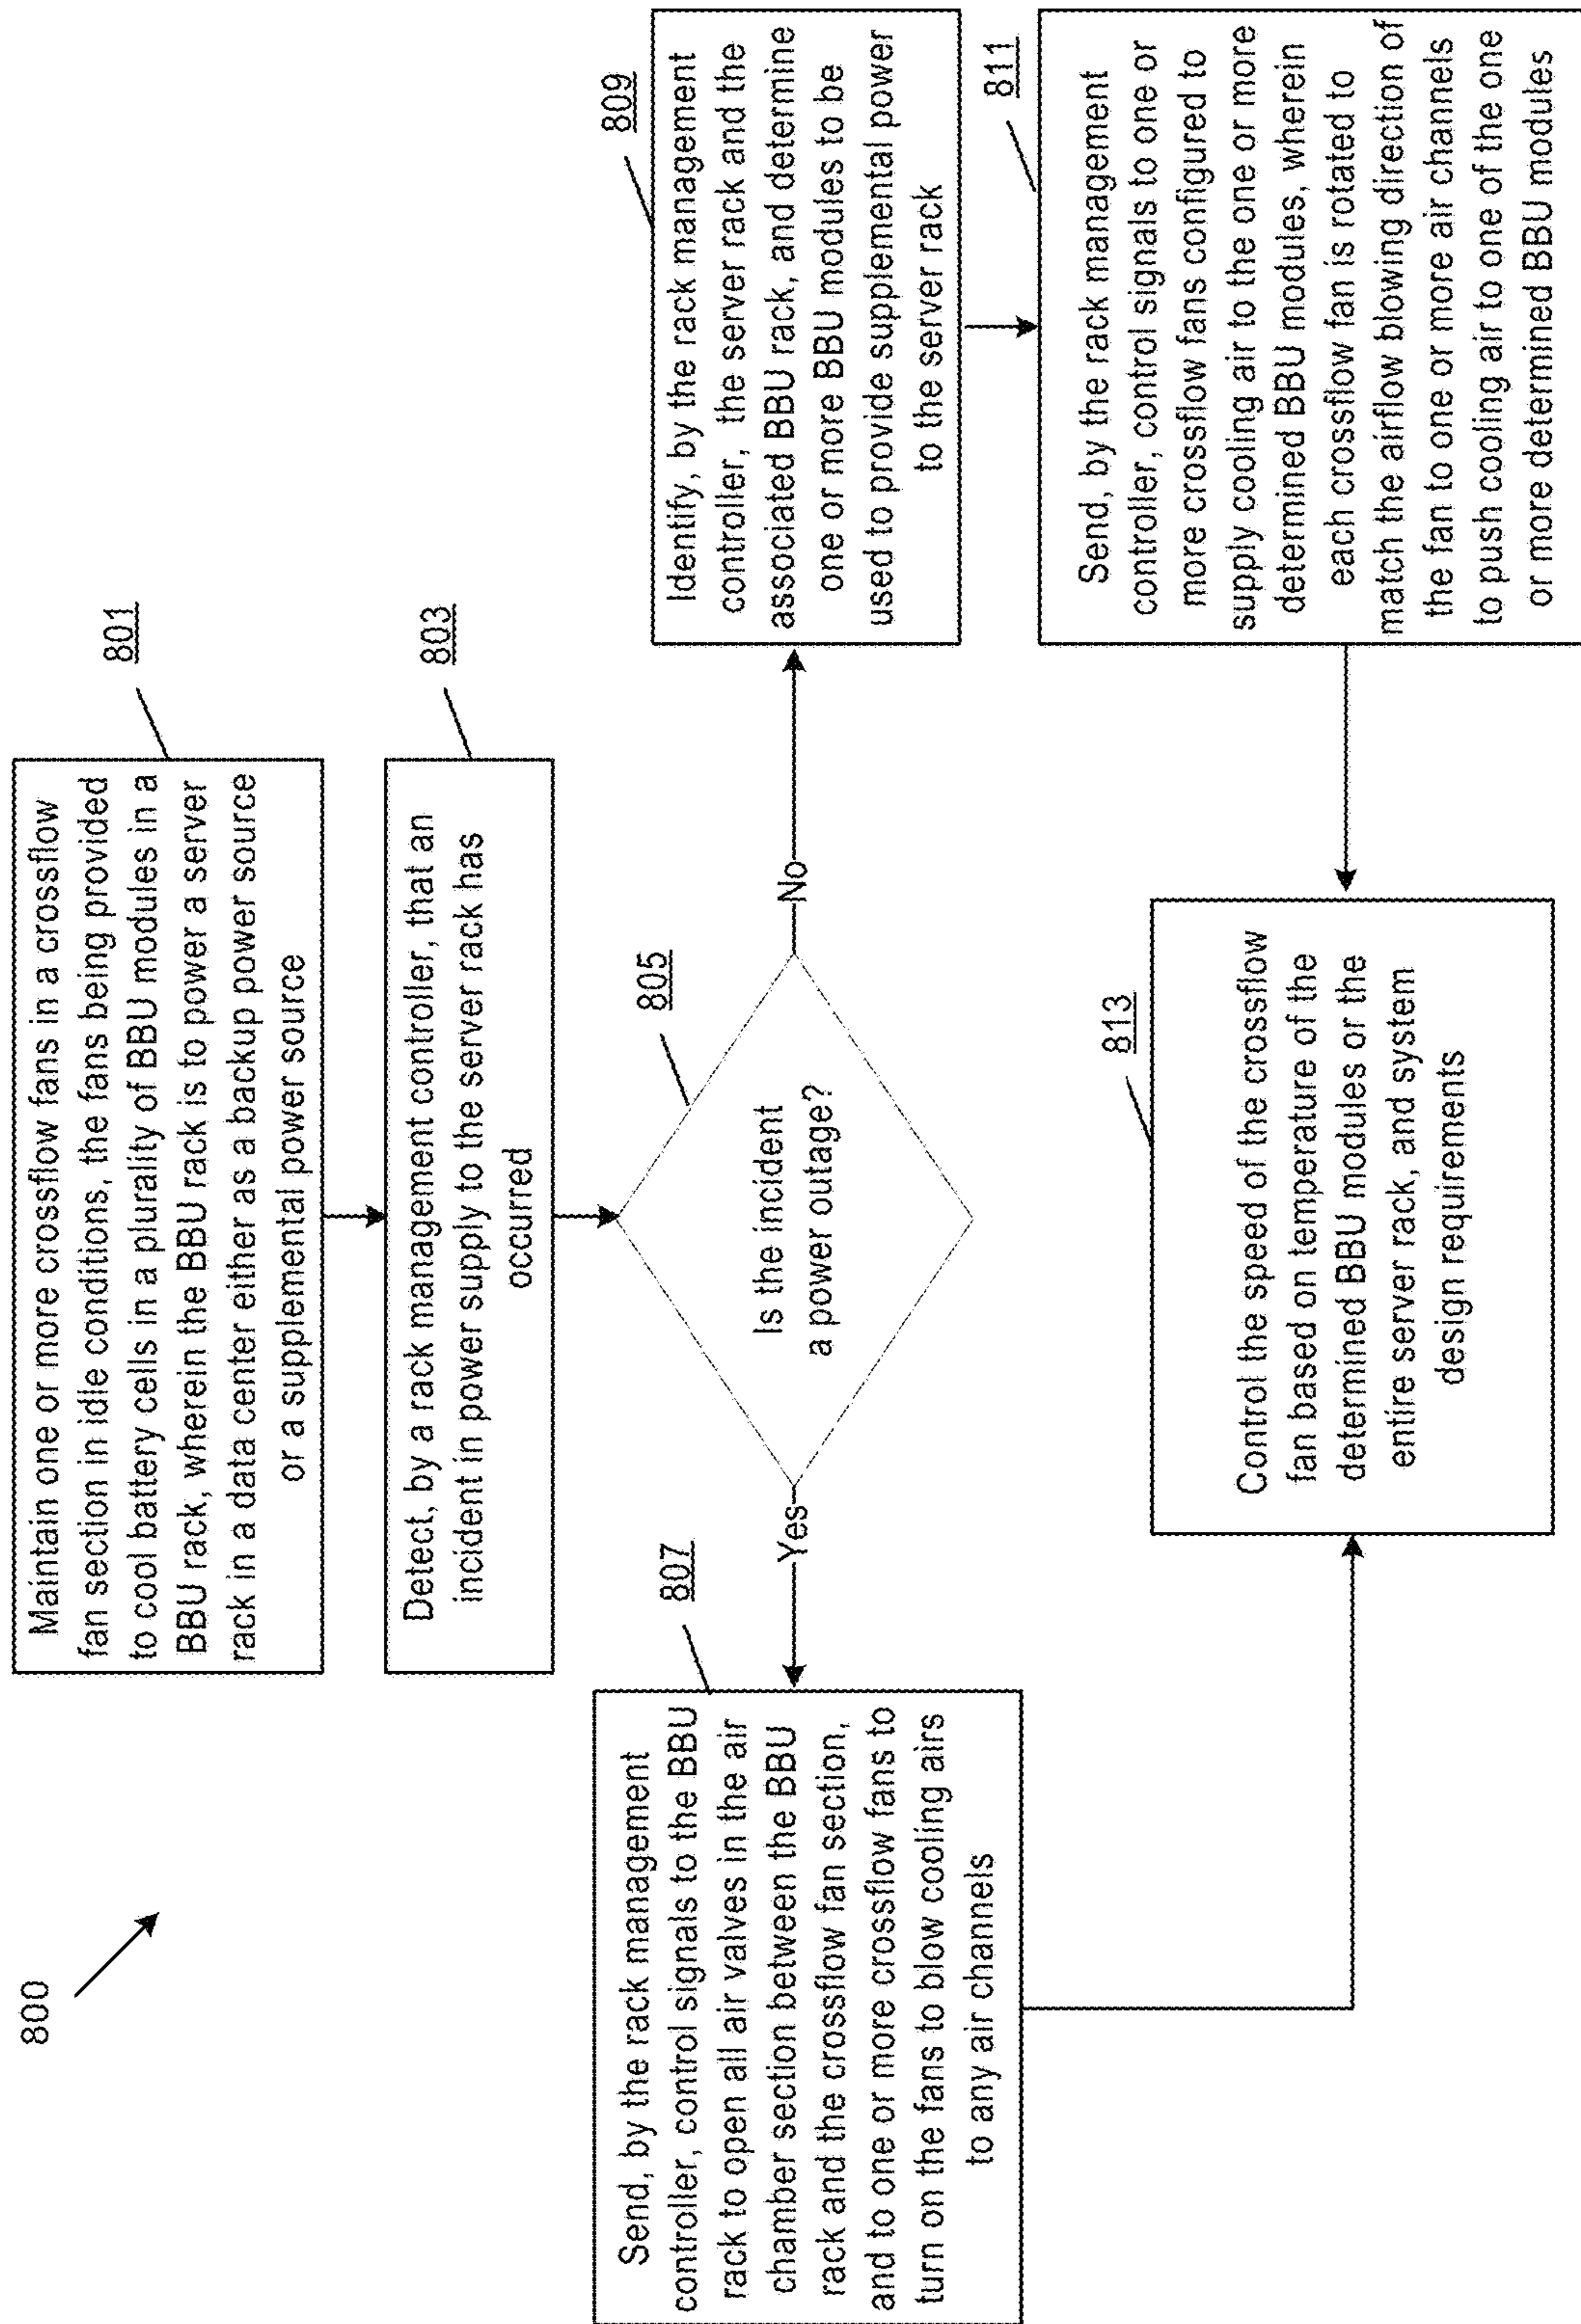 800
801
Maintain one or more crossflow fans in a crossflow
fan section in idle conditions, the fans being provided
to cool battery cells in a plurality of BBU modules in a
BBU rack, wherein the BBU rack is to power a server
rack in a data center either as a backup power source
or a supplemental power source
803
Detect, by a rack management controller, that an
incident in power supply to the server rack has
occurred
805
Is the incident
a power outage?
Yes
No
807
Send, by the rack management
controller, control signals to the BBU
rack to open all air valves in the air
chamber section between the BBU
rack and the crossflow fan section,
and to one or more crossflow fans to
turn on the fans to blow cooling airs
to any air channels
809
Identify, by the rack management
controller, the server rack and the
associated BBU rack, and determine
one or more BBU modules to be
used to provide supplemental power
to the server rack
811
Send, by the rack management
controller, control signals to one or
more crossflow fans configured to
supply cooling air to the one or more
determined BBU modules, wherein
each crossflow fan is rotated to
match the airflow blowing direction of
the fan to one or more air channels
to push cooling air to one of the one
or more determined BBU modules
813
Control the speed of the crossflow
fan based on temperature of the
determined BBU modules or the
entire server rack, and system
design requirements